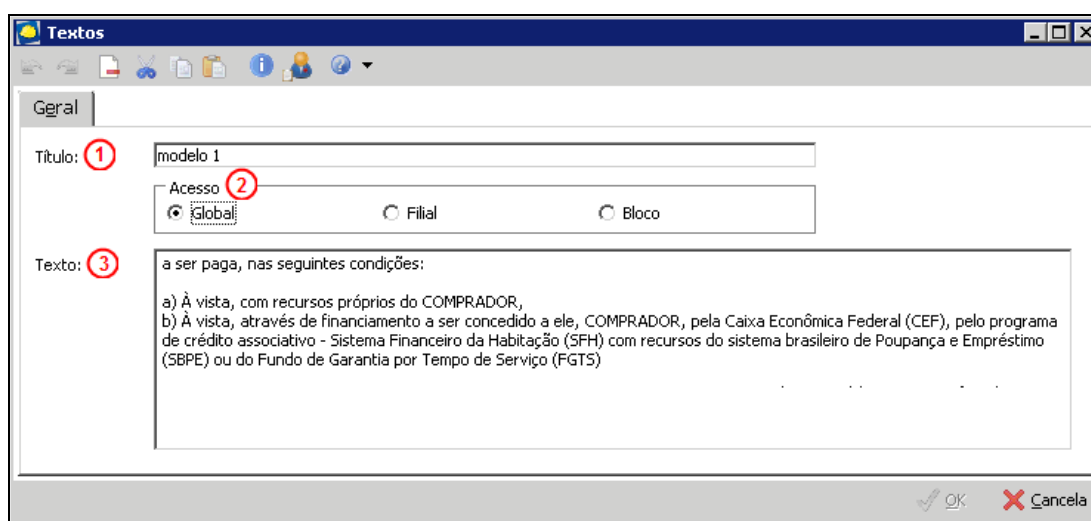 Textos
Geral
Título: 1 modelo 1
Acesso 2
Global Filial Bloco
Texto: 3 a ser paga, nas seguintes condições:
a) À vista, com recursos próprios do COMPRADOR,
b) À vista, através de financiamento a ser concedido a ele, COMPRADOR, pela Caixa Econômica Federal (CEF), pelo programa
de crédito associativo - Sistema Financeiro da Habitação (SFH) com recursos do sistema brasileiro de Poupança e Empréstimo
(SBPE) ou do Fundo de Garantia por Tempo de Serviço (FGTS)
OK Cancela